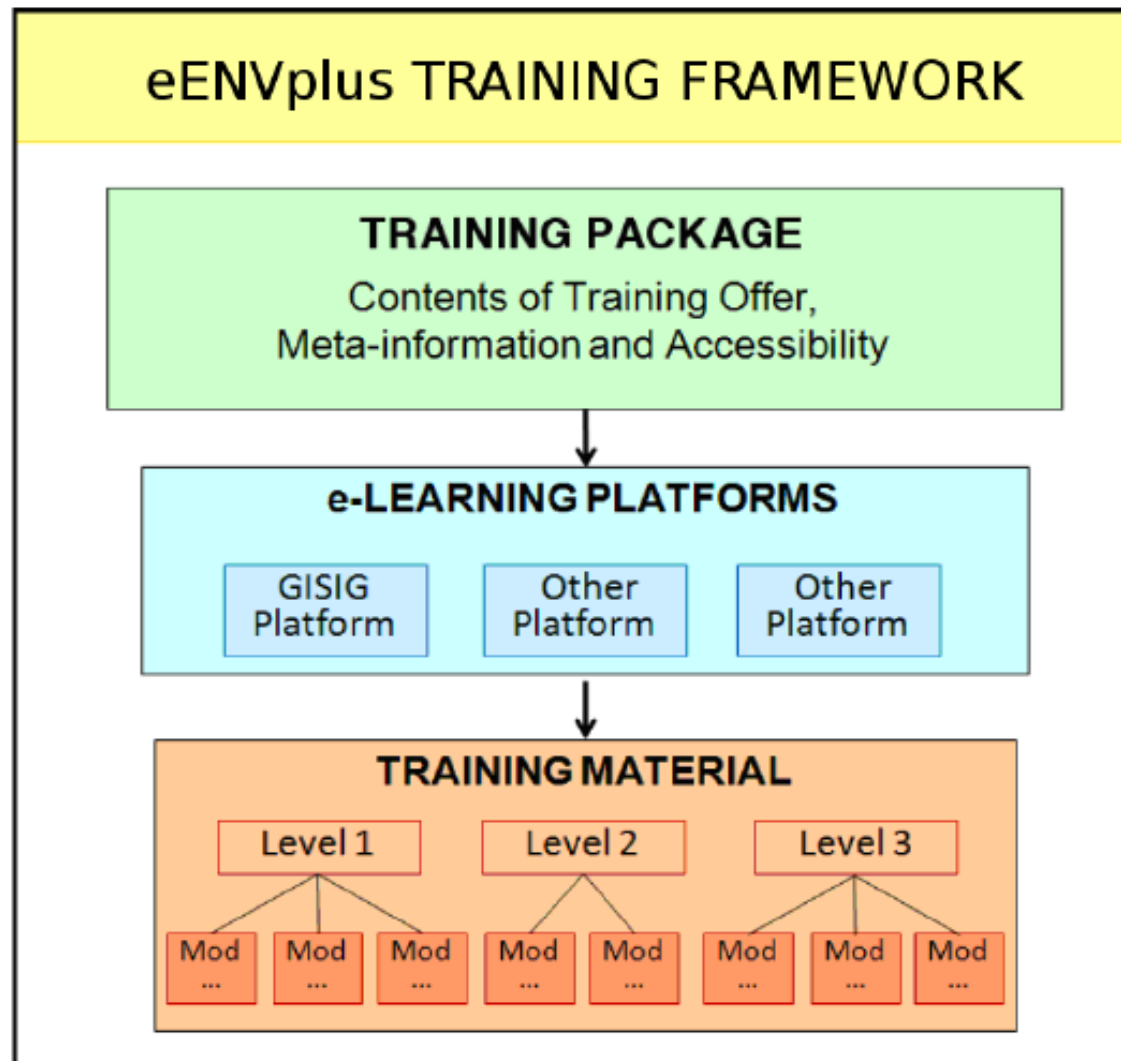 eENVplus TRAINING FRAMEWORK
TRAINING PACKAGE
Contents of Training Offer,
Meta-information and Accessibility
e-LEARNING PLATFORMS
GISIG
Platform
Other
Platform
Other
Platform
TRAINING MATERIAL
Level 1
Level 2
Level 3
Mod
...
Mod
...
Mod
...
Mod
...
Mod
...
Mod
...
Mod
...
Mod
...